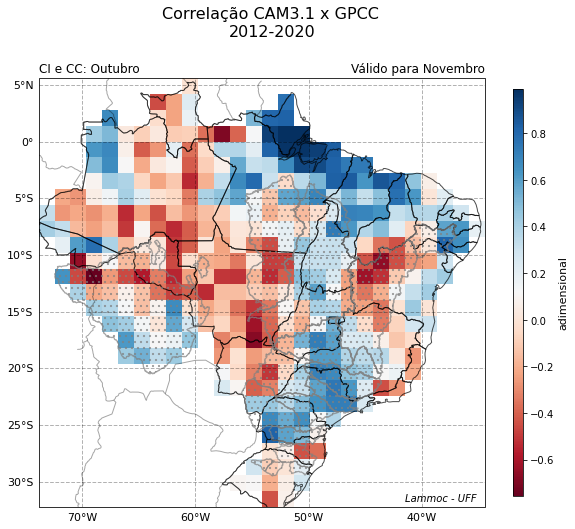 Correlação CAM3.1 x GPCC
2012-2020
CI e CC: Outubro
Válido para Novembro
5°N
0°
5°S
10°S
15°S
20°S
25°S
30°S
70°W
60°W
50°W
40°W
Lammoc - UFF
0.8
0.6
0.4
0.2
0.0
−0.2
−0.4
−0.6
adimensional